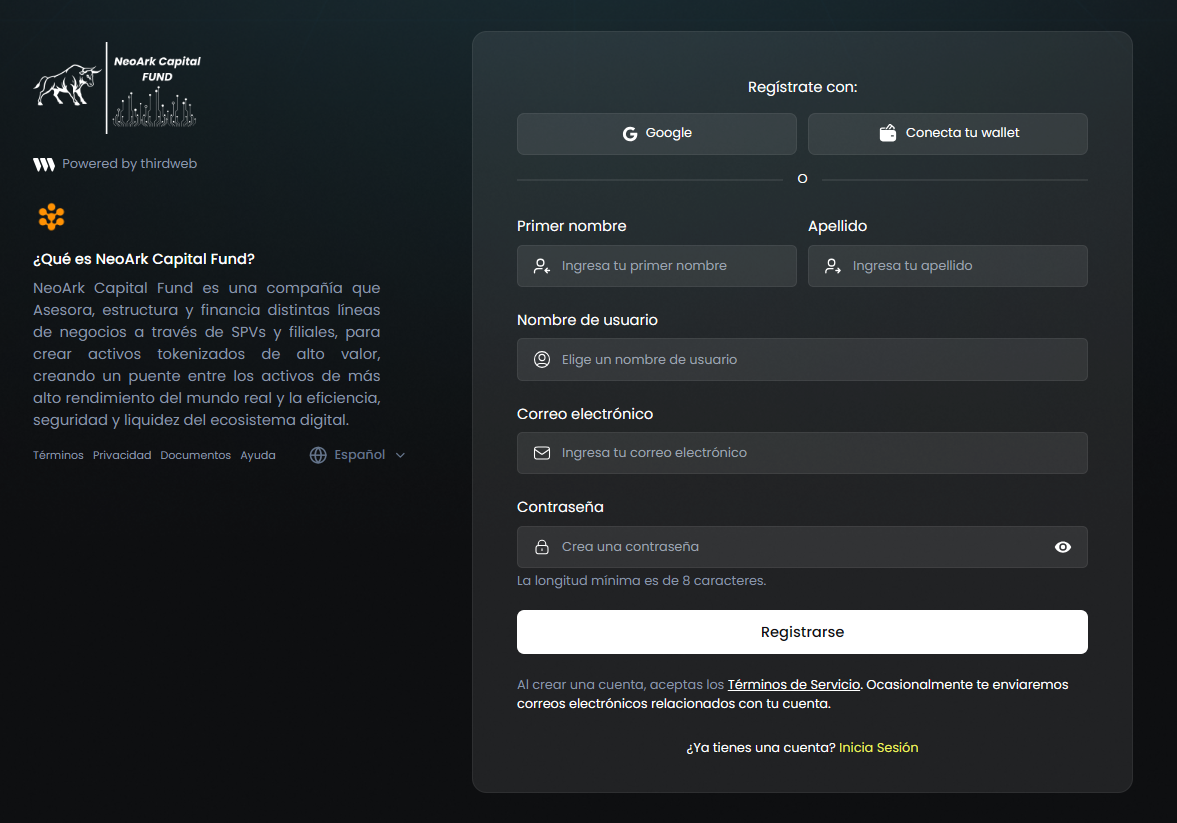 NeoArk Capital
FUND
Powered by thirdweb
¿Qué es NeoArk Capital Fund?
NeoArk Capital Fund es una compañía que
Asesora, estructura y financia distintas líneas
de negocios a través de SPVs y filiales, para
crear activos tokenizados de alto valor,
creando un puente entre los activos de más
alto rendimiento del mundo real y la eficiencia,
seguridad y liquidez del ecosistema digital.
Términos Privacidad Documentos Ayuda Español
Regístrate con:
Google Conecta tu wallet
O
Primer nombre Apellido
Ingresa tu primer nombre Ingresa tu apellido
Nombre de usuario
Elige un nombre de usuario
Correo electrónico
Ingresa tu correo electrónico
Contraseña
Crea una contraseña
La longitud mínima es de 8 caracteres.
Registrarse
Al crear una cuenta, aceptas los Términos de Servicio. Ocasionalmente te enviaremos
correos electrónicos relacionados con tu cuenta.
¿Ya tienes una cuenta? Inicia Sesión